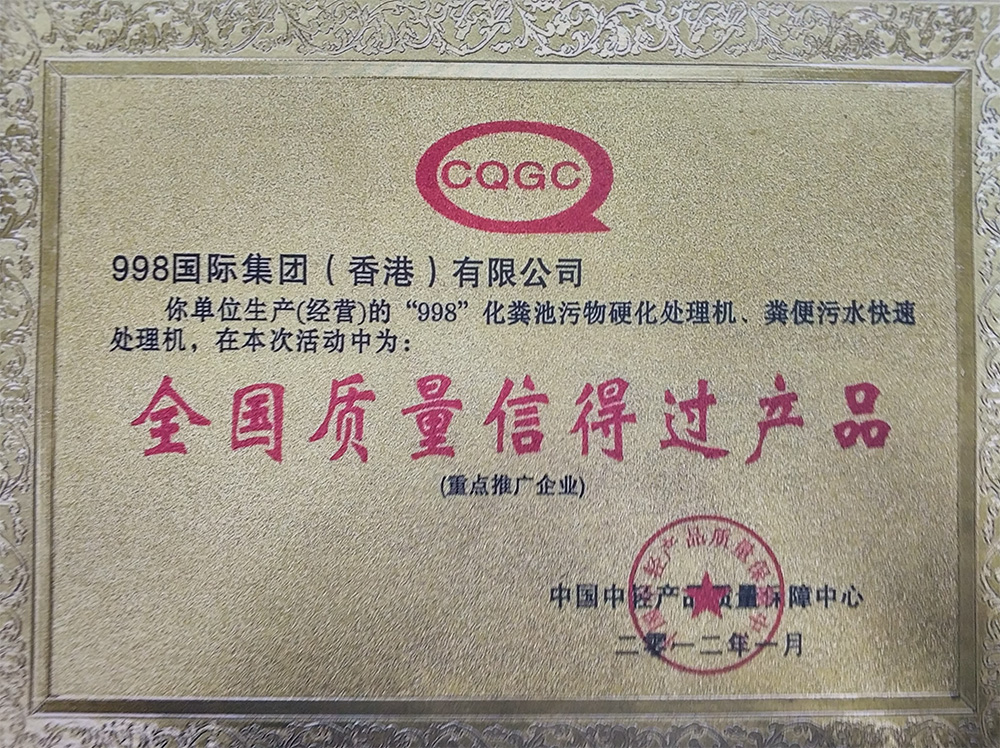 CQGC
998国际集团（香港）有限公司
你单位生产(经营)的“998”化粪池污物硬化处理机、粪便污水快速
处理机，在本次活动中为：
全国质量信得过产品
(重点推广企业)
中国中轻产品质量保障中心
二零一二年一月